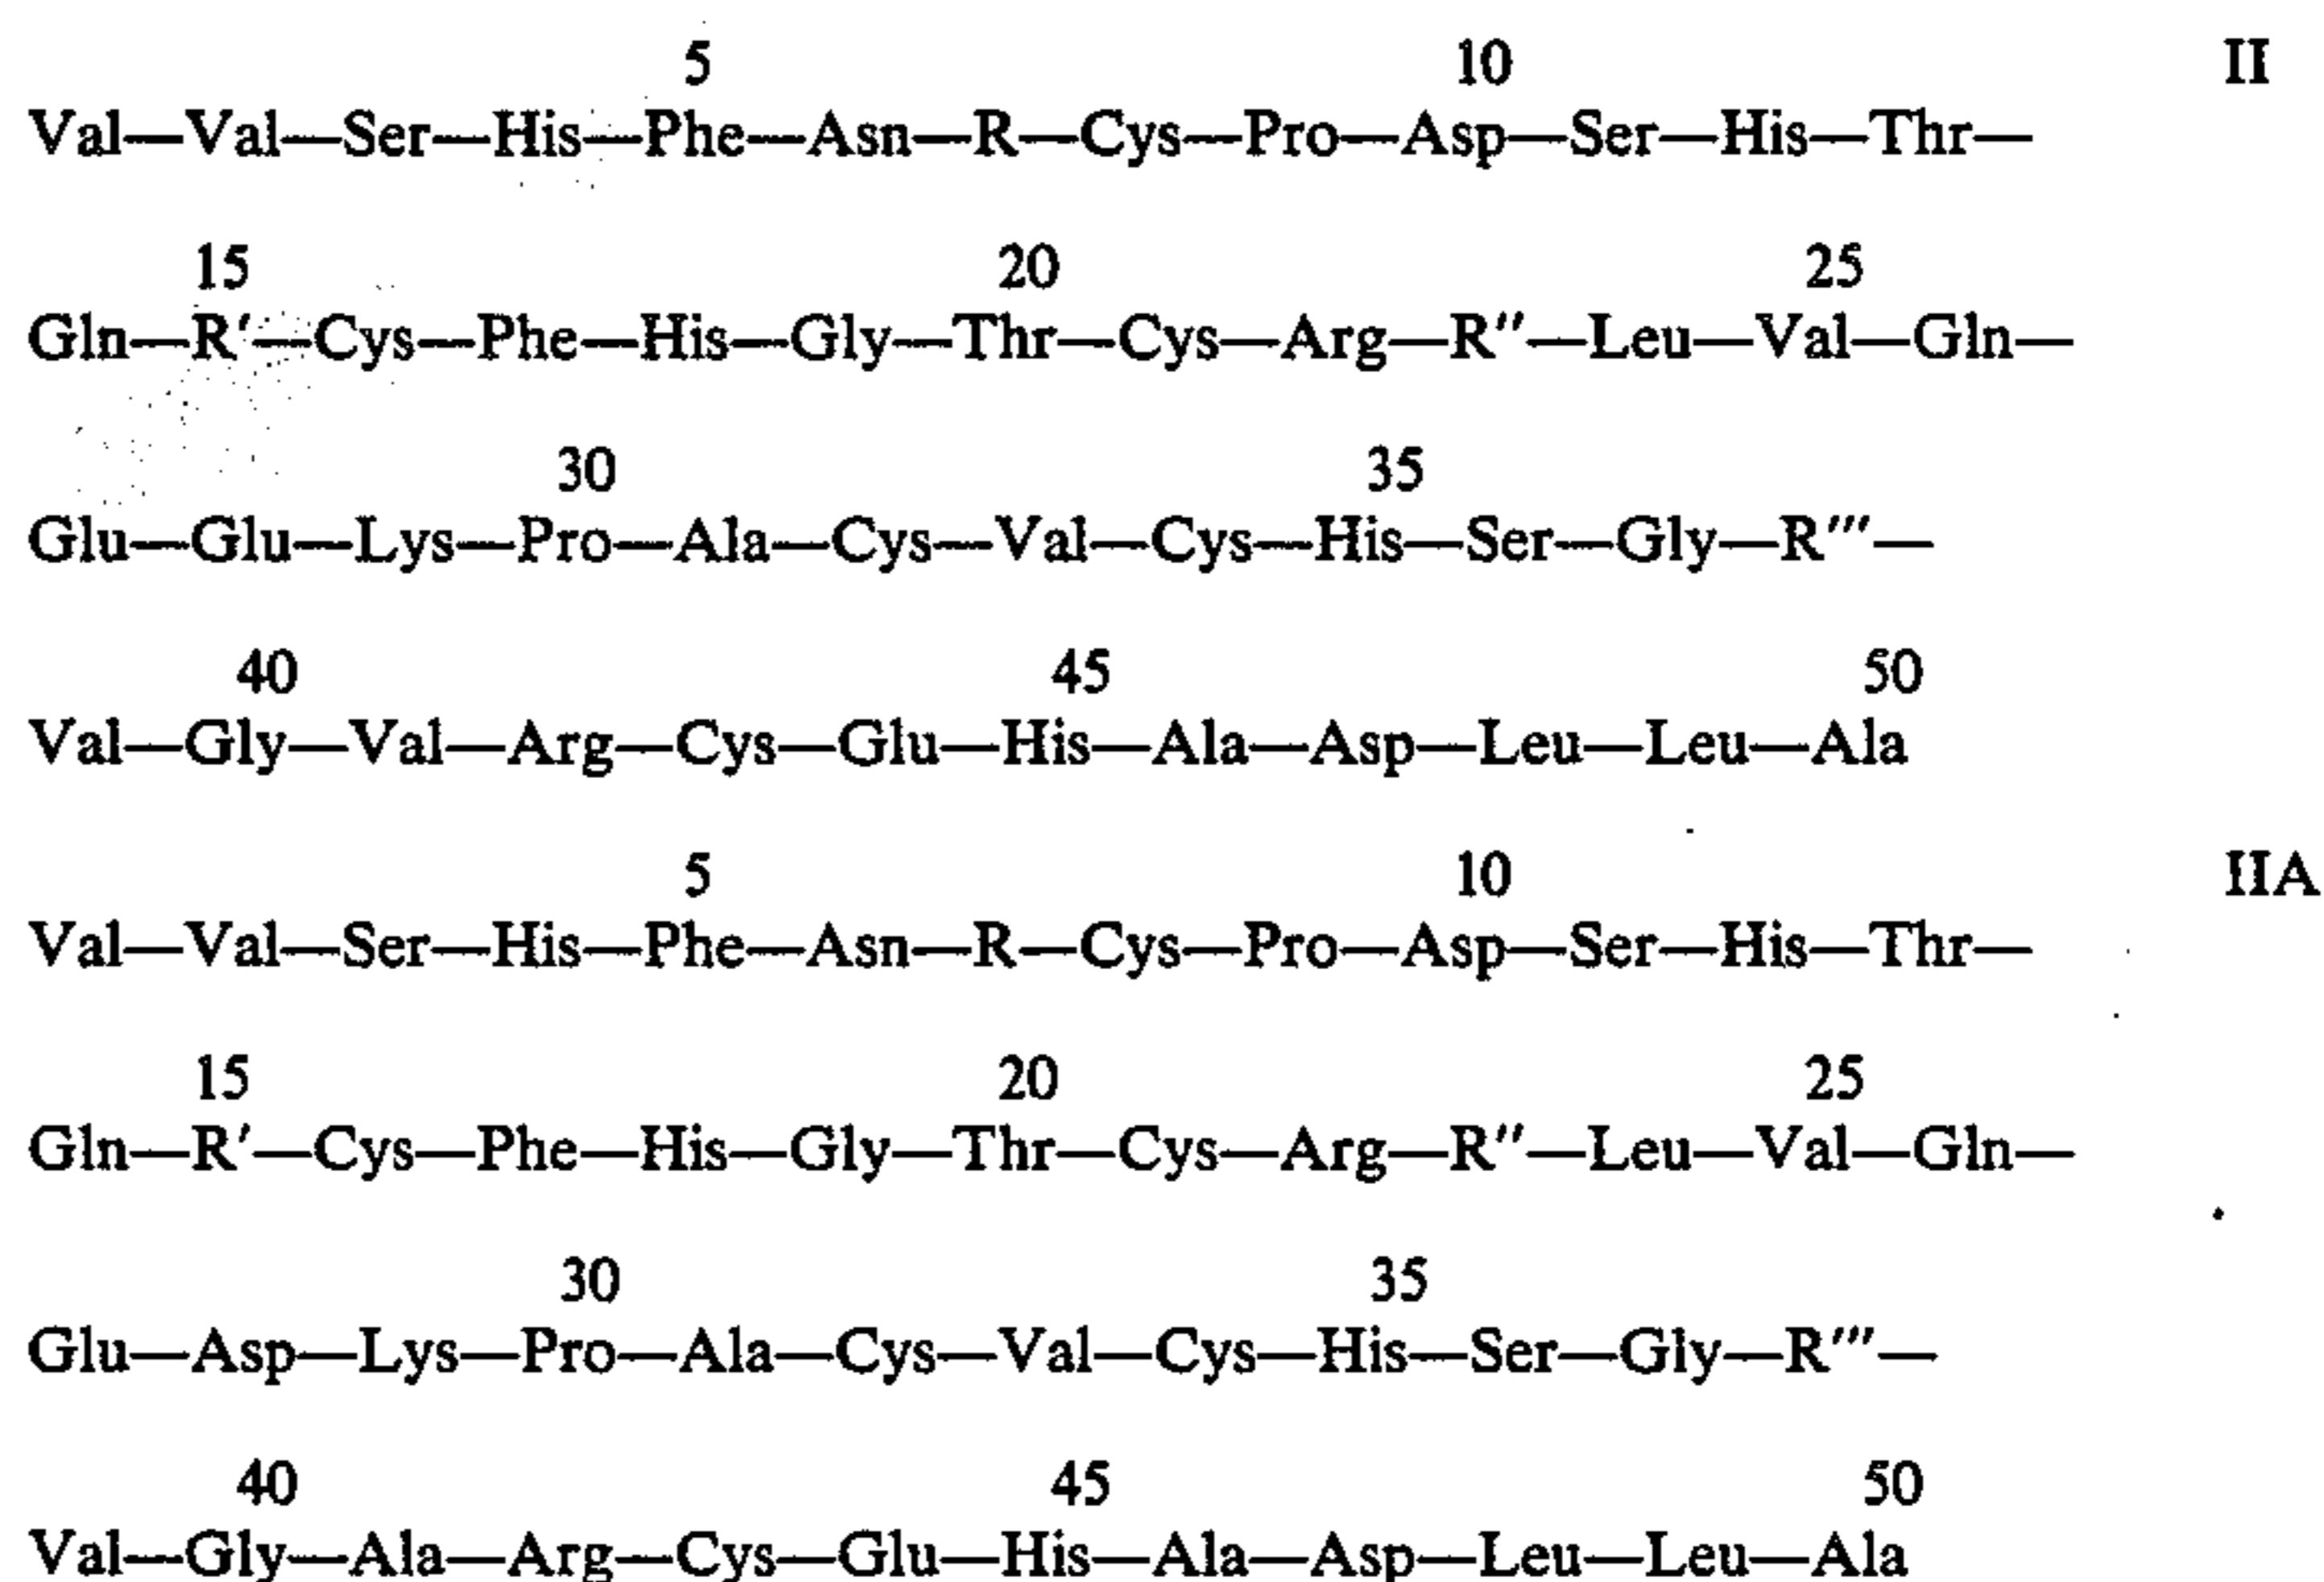 5 10 II
Val—Val—Ser—His—Phe—Asn—R—Cys—Pro—Asp—Ser—His—Thr—
15 20 25
Gln—R′—Cys—Phe—His—Gly—Thr—Cys—Arg—R″—Leu—Val—Gln—
30 35
Glu—Glu—Lys—Pro—Ala—Cys—Val—Cys—His—Ser—Gly—R‴—
40 45 50
Val—Gly—Val—Arg—Cys—Glu—His—Ala—Asp—Leu—Leu—Ala
5 10 IIA
Val—Val—Ser—His—Phe—Asn—R—Cys—Pro—Asp—Ser—His—Thr—
15 20 25
Gln—R′—Cys—Phe—His—Gly—Thr—Cys—Arg—R″—Leu—Val—Gln—
30 35
Glu—Asp—Lys—Pro—Ala—Cys—Val—Cys—His—Ser—Gly—R‴—
40 45 50
Val—Gly—Ala—Arg—Cys—Glu—His—Ala—Asp—Leu—Leu—Ala